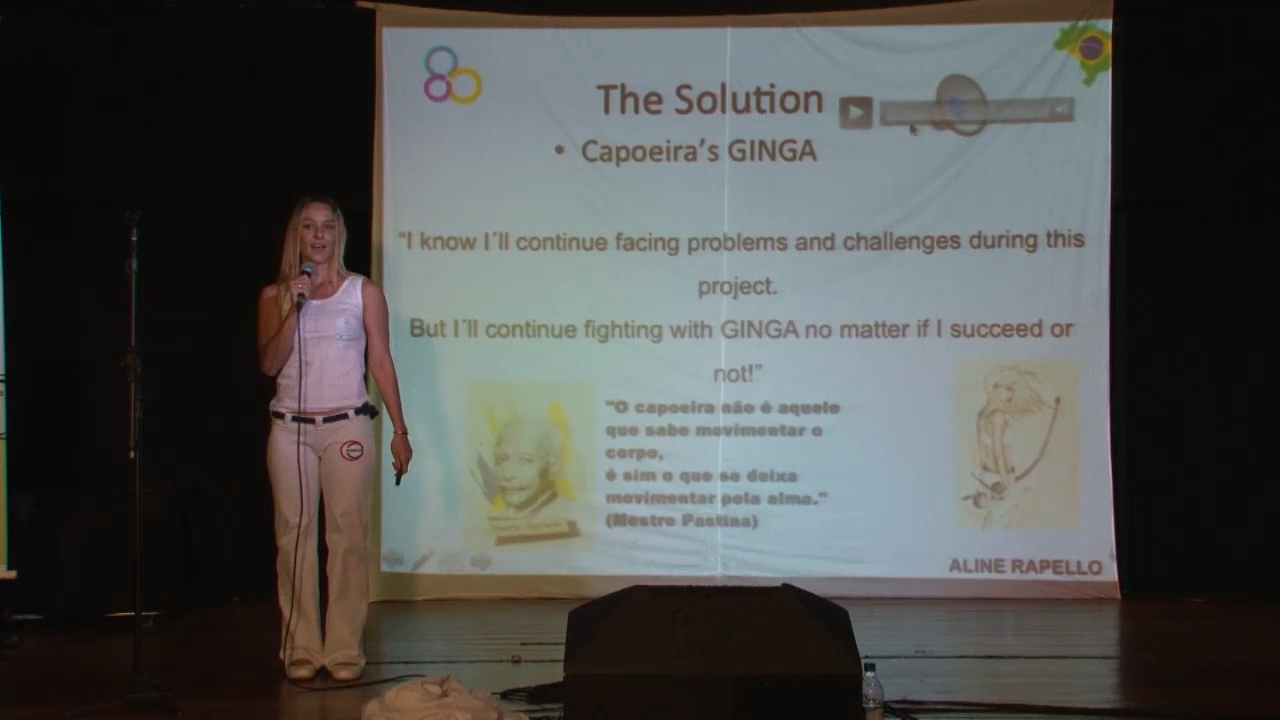 The Solution
• Capoeira's GINGA
"I know I´ll continue facing problems and challenges during this
project.
But I´ll continue fighting with GINGA no matter if I succeed or
not!"
"O capoeira não é aquele
que sabe movimentar o
corpo,
é sim o que se deixa
movimentar pela alma."
(Mestre Pastina)
ALINE RAPELLO